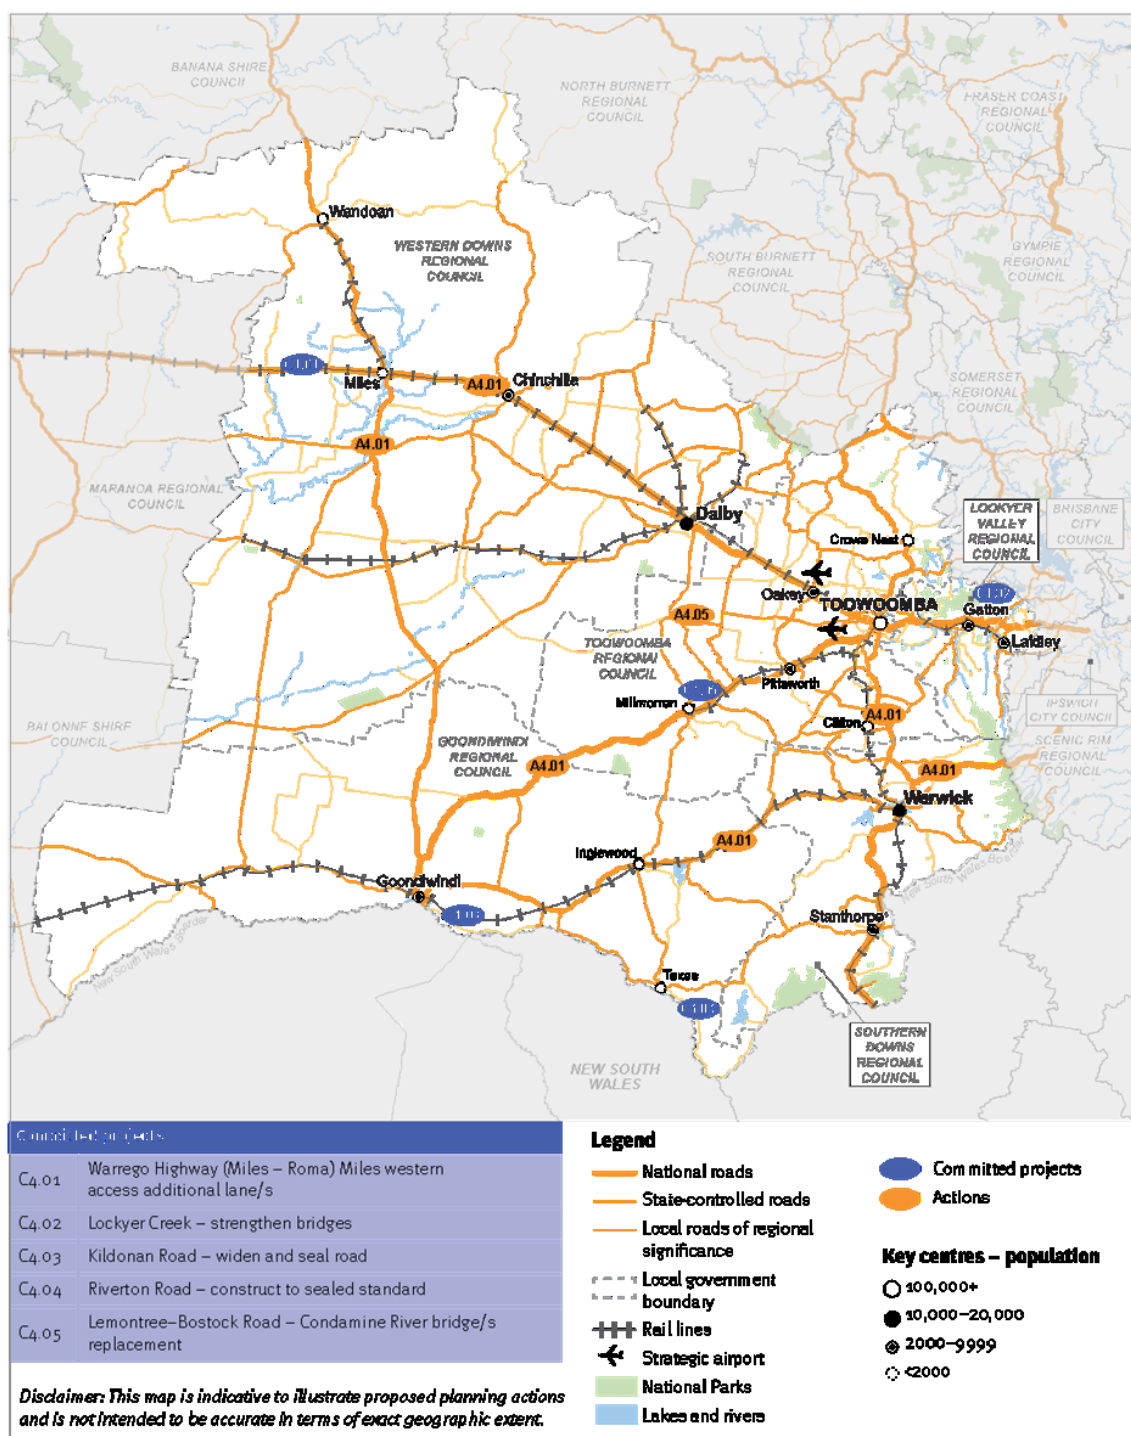 BANANA SHIRE
COUNCIL
NORTH BURNETT
REGIONAL
COUNCIL
FRASER COAST
REGIONAL
COUNCIL
Wandoan
WESTERN DOWNS
REGIONAL
COUNCIL
SOUTH BURNETT
REGIONAL
COUNCIL
GYMPIE
REGIONAL
COUNCIL
Miles
A4.01
Chinchilla
SOMERSET
REGIONAL
COUNCIL
A4.01
MARANOA REGIONAL
COUNCIL
Dalby
LOCKYER
VALLEY
REGIONAL
COUNCIL
BRISBANE
CITY
COUNCIL
Crows Nest
Oakey
TOOWOOMBA
Gatton
A4.05
Laidley
TOOWOOMBA
REGIONAL
COUNCIL
Pittsworth
Millmerran
IPSWICH
CITY COUNCIL
BALONNE SHIRE
COUNCIL
Clifton
A4.01
GOONDIWINDI
REGIONAL
COUNCIL
SCENIC RIM
REGIONAL
COUNCIL
A4.01
A4.01
Warwick
A4.01
Inglewood
New South Wales Border
Goondiwindi
Stanthorpe
New South Wales Border
Texas
SOUTHERN
DOWNS
REGIONAL
COUNCIL
NEW SOUTH
WALES
Committed projects
C4.01 Warrego Highway (Miles – Roma) Miles western
access additional lane/s
C4.02 Lockyer Creek – strengthen bridges
C4.03 Kildonan Road – widen and seal road
C4.04 Riverton Road – construct to sealed standard
C4.05 Lemontree–Bostock Road – Condamine River bridge/s
replacement
Disclaimer: This map is indicative to illustrate proposed planning actions
and is not intended to be accurate in terms of exact geographic extent.
Legend
National roads
State-controlled roads
Local roads of regional
significance
Local government
boundary
Rail lines
Strategic airport
National Parks
Lakes and rivers
Committed projects
Actions
Key centres – population
100,000+
10,000–20,000
2000–9999
<2000